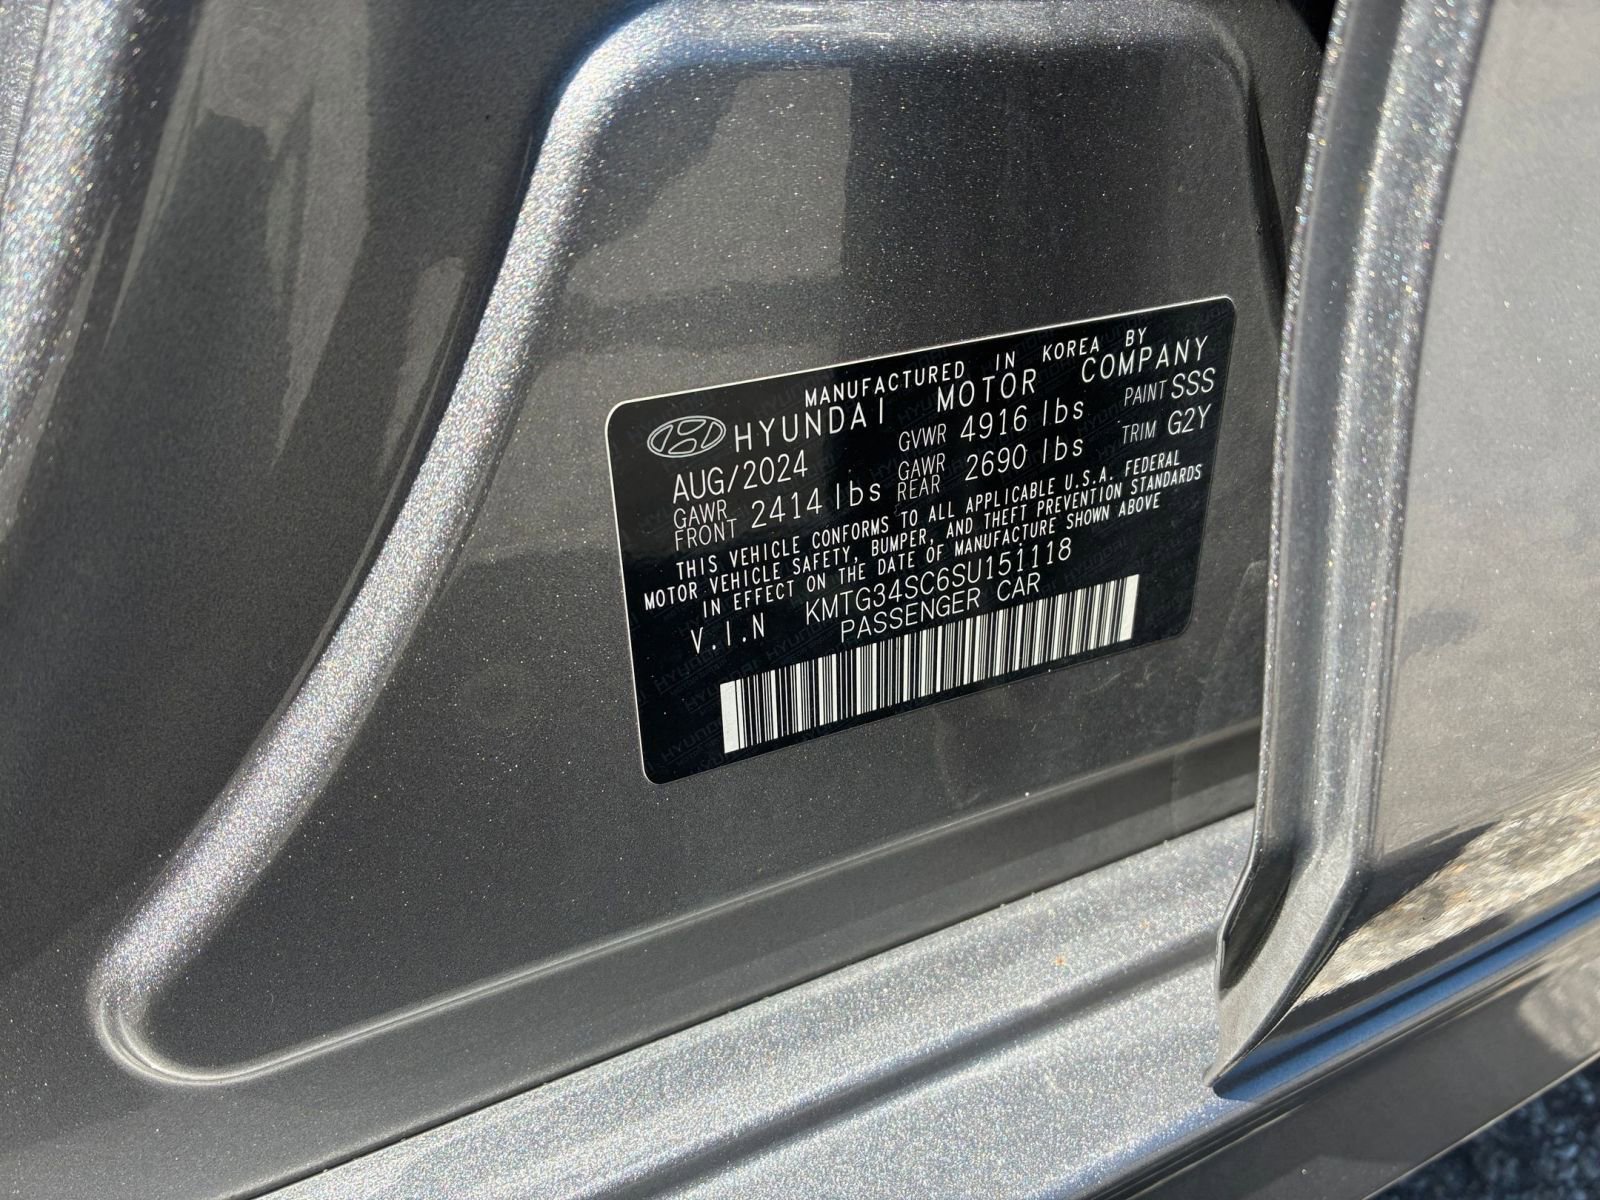 MANUFACTURED IN KOREA BY
HYUNDAI MOTOR COMPANY
AUG/2024 GVWR 4916 lbs PAINT SSS
GAWR FRONT 2414 lbs GAWR REAR 2690 lbs TRIM G2Y
THIS VEHICLE CONFORMS TO ALL APPLICABLE U.S.A. FEDERAL
MOTOR VEHICLE SAFETY, BUMPER, AND THEFT PREVENTION STANDARDS
IN EFFECT ON THE DATE OF MANUFACTURE SHOWN ABOVE
V.I.N KMTG34SC6SU151118
PASSENGER CAR